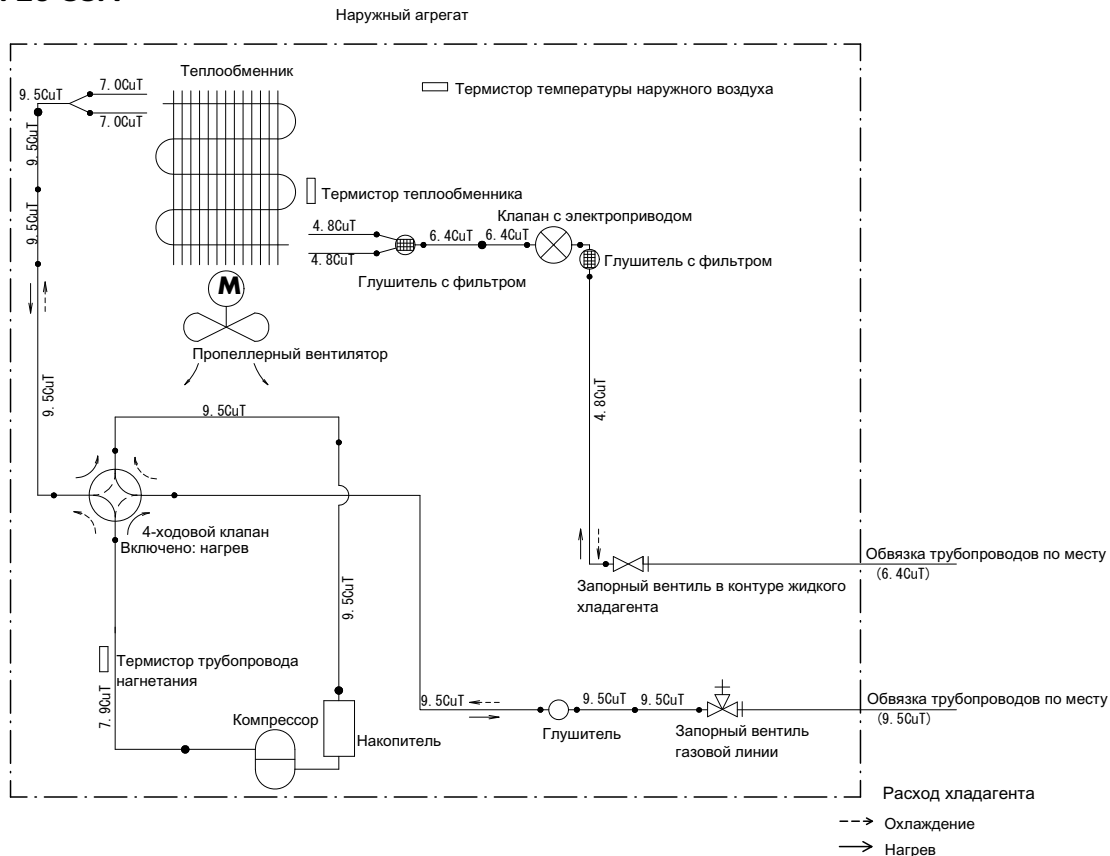 Наружный агрегат
Теплообменник
9.5CuT
7.0CuT
7.0CuT
Термистор температуры наружного воздуха
9.5CuT
9.5CuT
Термистор теплообменника
Клапан с электроприводом
4.8CuT
6.4CuT
6.4CuT
4.8CuT
Глушитель с фильтром
Глушитель с фильтром
M
Пропеллерный вентилятор
9.5CuT
9.5CuT
4.8CuT
4-ходовой клапан
Включено: нагрев
Обвязка трубопроводов по месту
(6.4CuT)
Запорный вентиль в контуре жидкого
хладагента
9.5CuT
Термистор трубопровода
нагнетания
7.9CuT
9.5CuT
9.5CuT
9.5CuT
Обвязка трубопроводов по месту
(9.5CuT)
Компрессор
Накопитель
Глушитель
Запорный вентиль
газовой линии
Расход хладагента
Охлаждение
Нагрев